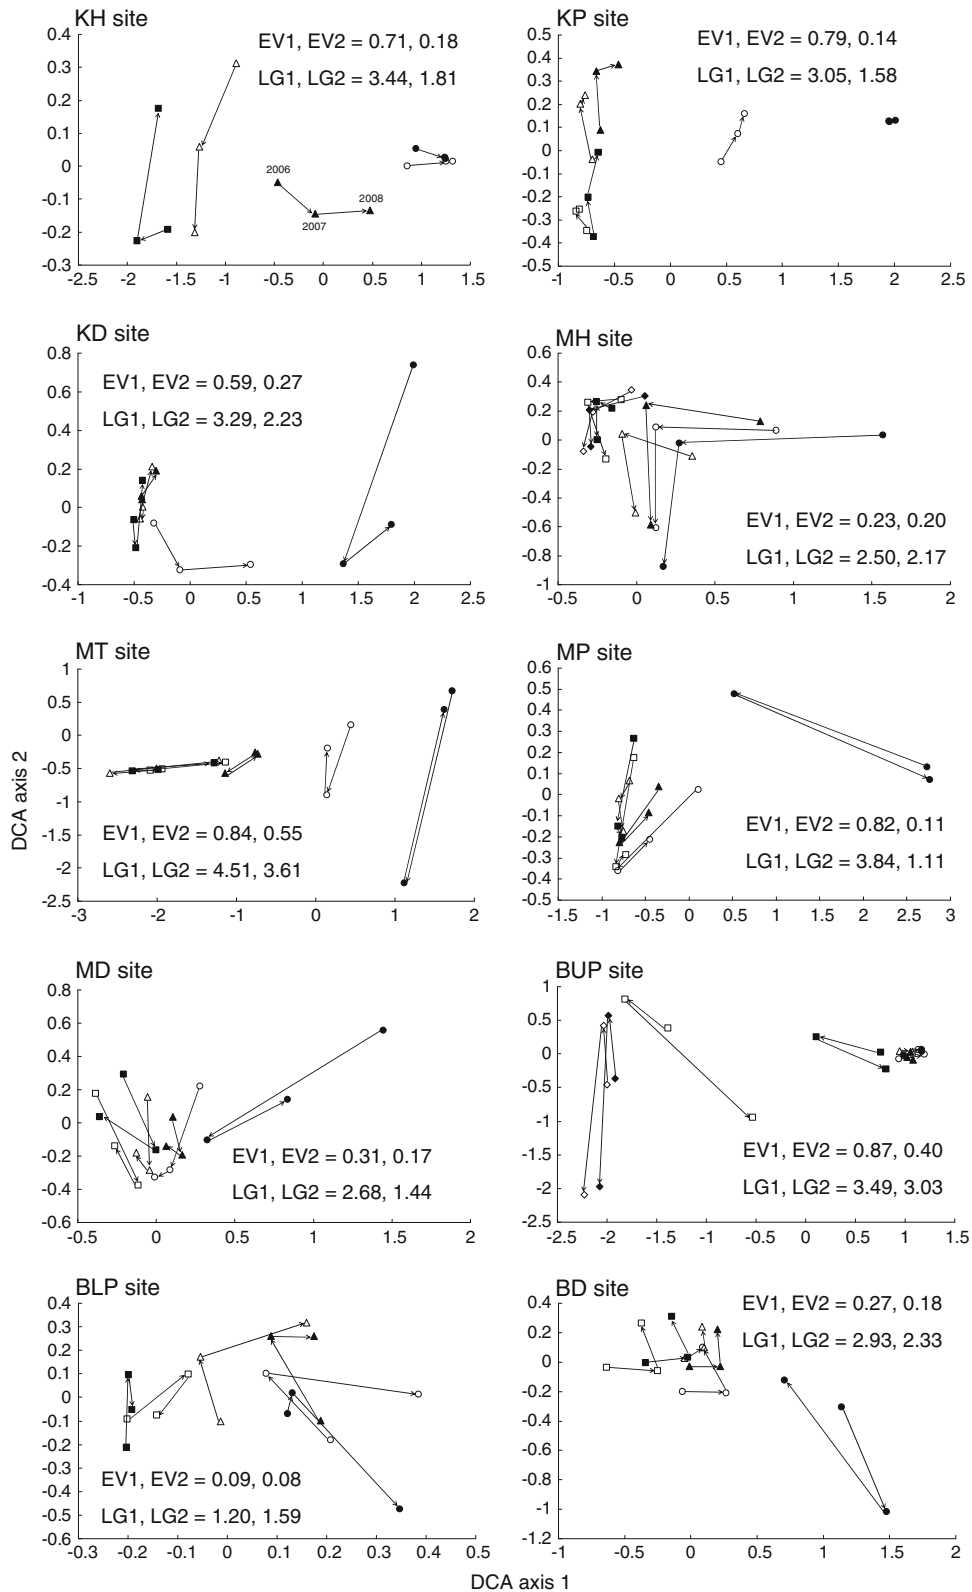 KH site
EV1, EV2 = 0.71, 0.18
LG1, LG2 = 3.44, 1.81
0.4
0.3
0.2
0.1
0
-0.1
-0.2
-0.3
2006
2007
2008
-2.5 -2 -1.5 -1 -0.5 0 0.5 1 1.5
KP site
EV1, EV2 = 0.79, 0.14
LG1, LG2 = 3.05, 1.58
0.5
0.4
0.3
0.2
0.1
0
-0.1
-0.2
-0.3
-0.4
-0.5
-1 -0.5 0 0.5 1 1.5 2 2.5
KD site
EV1, EV2 = 0.59, 0.27
LG1, LG2 = 3.29, 2.23
0.8
0.6
0.4
0.2
0
-0.2
-0.4
-1 -0.5 0 0.5 1 1.5 2 2.5
MH site
EV1, EV2 = 0.23, 0.20
LG1, LG2 = 2.50, 2.17
0.6
0.4
0.2
0
-0.2
-0.4
-0.6
-0.8
-1
-0.5 0 0.5 1 1.5 2
MT site
EV1, EV2 = 0.84, 0.55
LG1, LG2 = 4.51, 3.61
1
0.5
0
-0.5
-1
-1.5
-2
-2.5
-3 -2 -1 0 1 2
DCA axis 2
MP site
EV1, EV2 = 0.82, 0.11
LG1, LG2 = 3.84, 1.11
0.6
0.5
0.4
0.3
0.2
0.1
0
-0.1
-0.2
-0.3
-0.4
-0.5
-1.5 -1 -0.5 0 0.5 1 1.5 2 2.5 3
MD site
EV1, EV2 = 0.31, 0.17
LG1, LG2 = 2.68, 1.44
0.8
0.6
0.4
0.2
0
-0.2
-0.4
-0.6
-0.5 0 0.5 1 1.5 2
BUP site
EV1, EV2 = 0.87, 0.40
LG1, LG2 = 3.49, 3.03
1
0.5
0
-0.5
-1
-1.5
-2
-2.5
-2.5 -2 -1.5 -1 -0.5 0 0.5 1 1.5
BLP site
EV1, EV2 = 0.09, 0.08
LG1, LG2 = 1.20, 1.59
0.4
0.3
0.2
0.1
0
-0.1
-0.2
-0.3
-0.4
-0.5
-0.6
-0.3 -0.2 -0.1 0 0.1 0.2 0.3 0.4 0.5
BD site
EV1, EV2 = 0.27, 0.18
LG1, LG2 = 2.93, 2.33
0.4
0.2
0
-0.2
-0.4
-0.6
-0.8
-1
-1.2
-1 -0.5 0 0.5 1 1.5 2
DCA axis 1